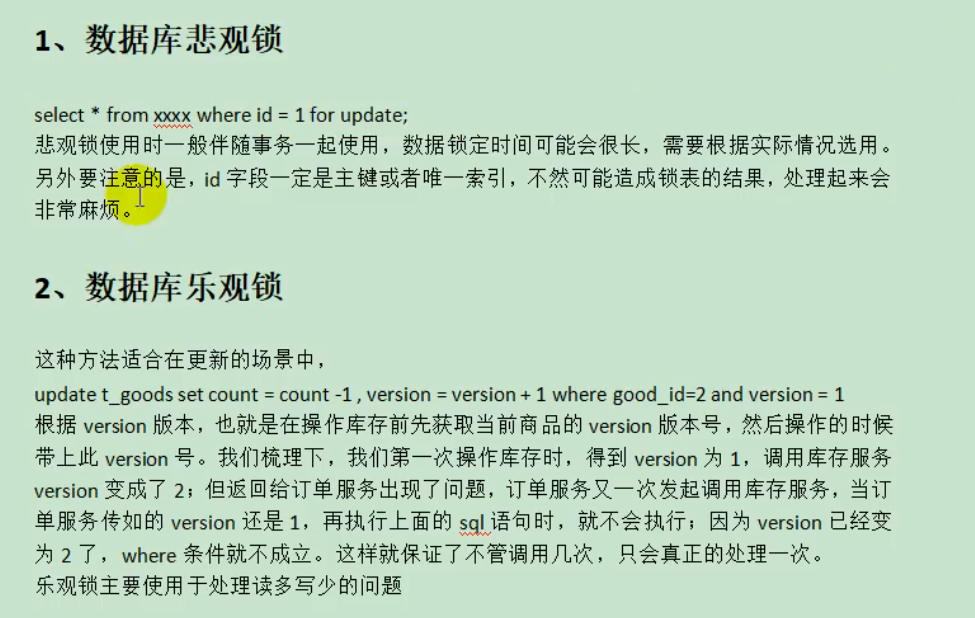 1、数据库悲观锁
select * from xxxx where id = 1 for update;
悲观锁使用时一般伴随事务一起使用，数据锁定时间可能会很长，需要根据实际情况选用。
另外要注意的是，id 字段一定是主键或者唯一索引，不然可能造成锁表的结果，处理起来会
非常麻烦。
2、数据库乐观锁
这种方法适合在更新的场景中，
update t_goods set count = count -1 , version = version + 1 where good_id=2 and version = 1
根据 version 版本，也就是在操作库存前先获取当前商品的 version 版本号，然后操作的时候
带上此 version 号。我们梳理下，我们第一次操作库存时，得到 version 为 1，调用库存服务
version 变成了 2；但返回给订单服务出现了问题，订单服务又一次发起调用库存服务，当订
单服务传如的 version 还是 1，再执行上面的 sql 语句时，就不会执行；因为 version 已经变
为 2 了，where 条件就不成立。这样就保证了不管调用几次，只会真正的处理一次。
乐观锁主要使用于处理读多写少的问题